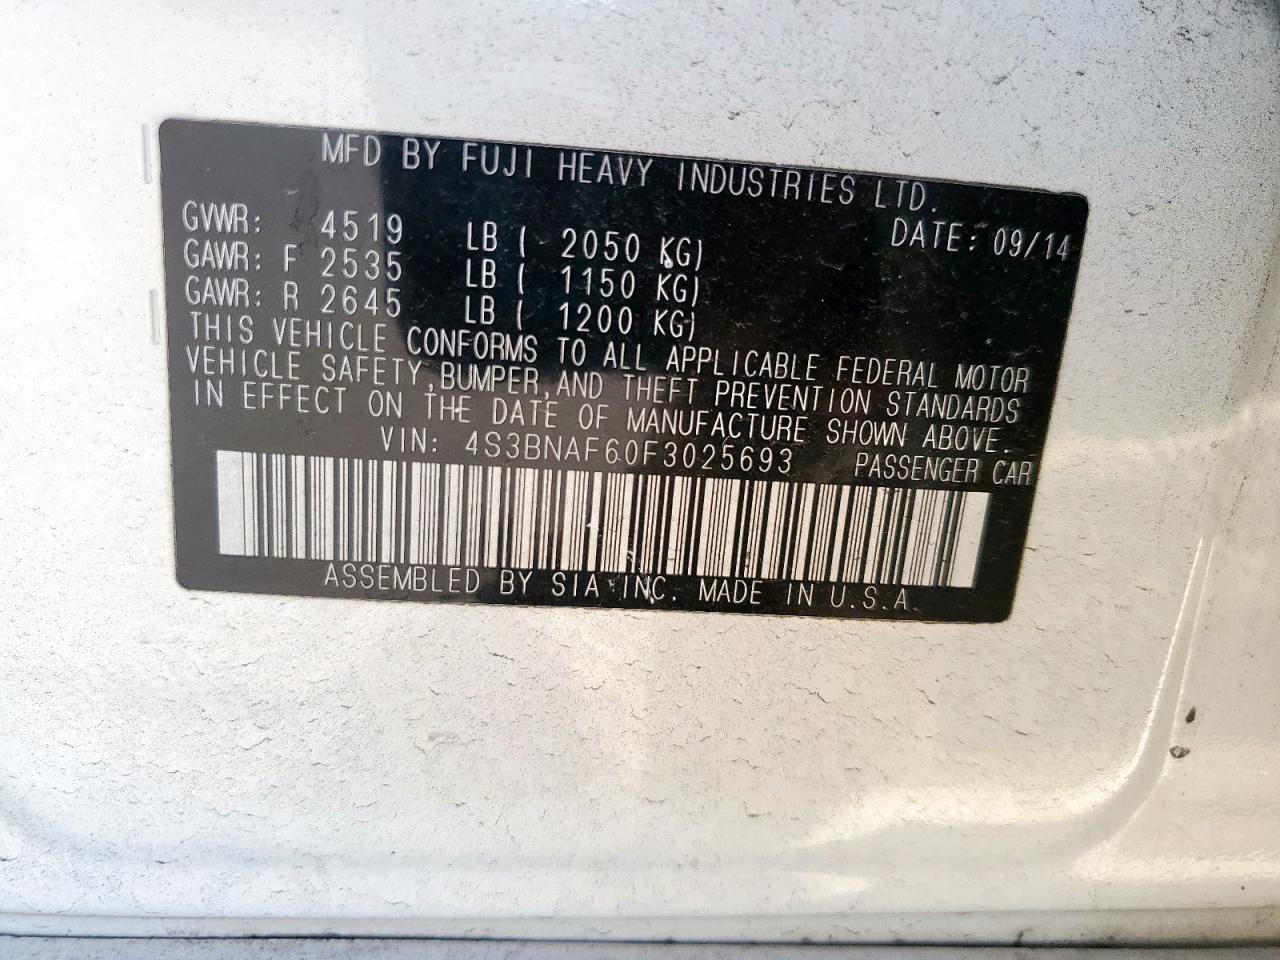 MFD BY FUJI HEAVY INDUSTRIES LTD.
DATE: 09/14
GVWR: 4519 LB ( 2050 KG)
GAWR: F 2535 LB ( 1150 KG)
GAWR: R 2645 LB ( 1200 KG)
THIS VEHICLE CONFORMS TO ALL APPLICABLE FEDERAL MOTOR
VEHICLE SAFETY, BUMPER, AND THEFT PREVENTION STANDARDS
IN EFFECT ON THE DATE OF MANUFACTURE SHOWN ABOVE.
VIN: 4S3BNAF60F3025693 PASSENGER CAR
ASSEMBLED BY SIA INC. MADE IN U.S.A.